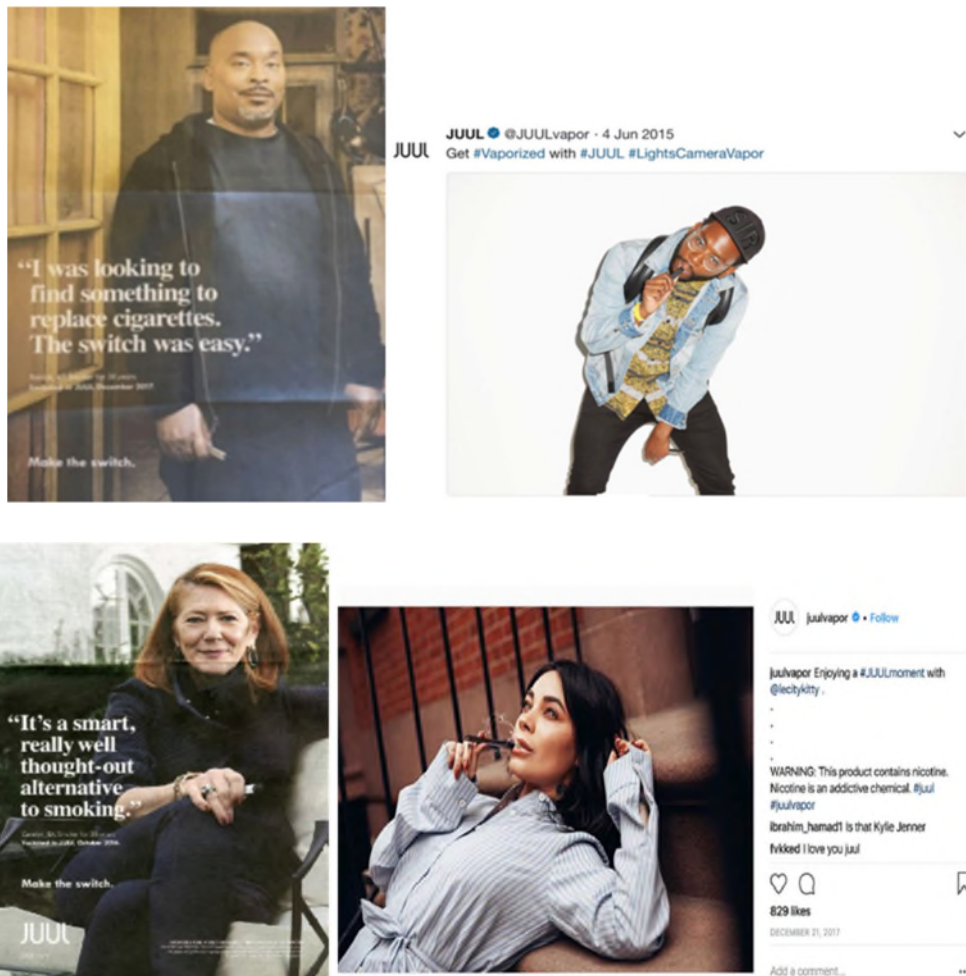 “I was looking to
find something to
replace cigarettes.
The switch was easy.”
Make the switch.
JUUL
JUUL @JUULvapor · 4 Jun 2015
Get #Vaporized with #JUUL #LightsCameraVapor
“It’s a smart,
really well
thought-out
alternative
to smoking.”
Make the switch.
JUUL
JUUL juulvapor • Follow
juulvapor Enjoying a #JUULmoment with
@lecitykitty .
.
.
.
.
WARNING: This product contains nicotine.
Nicotine is an addictive chemical. #juul
#juulvapor
ibrahim_hamad1 Is that Kylie Jenner
fvkked I love you juul
829 likes
DECEMBER 21, 2017
Add a comment...